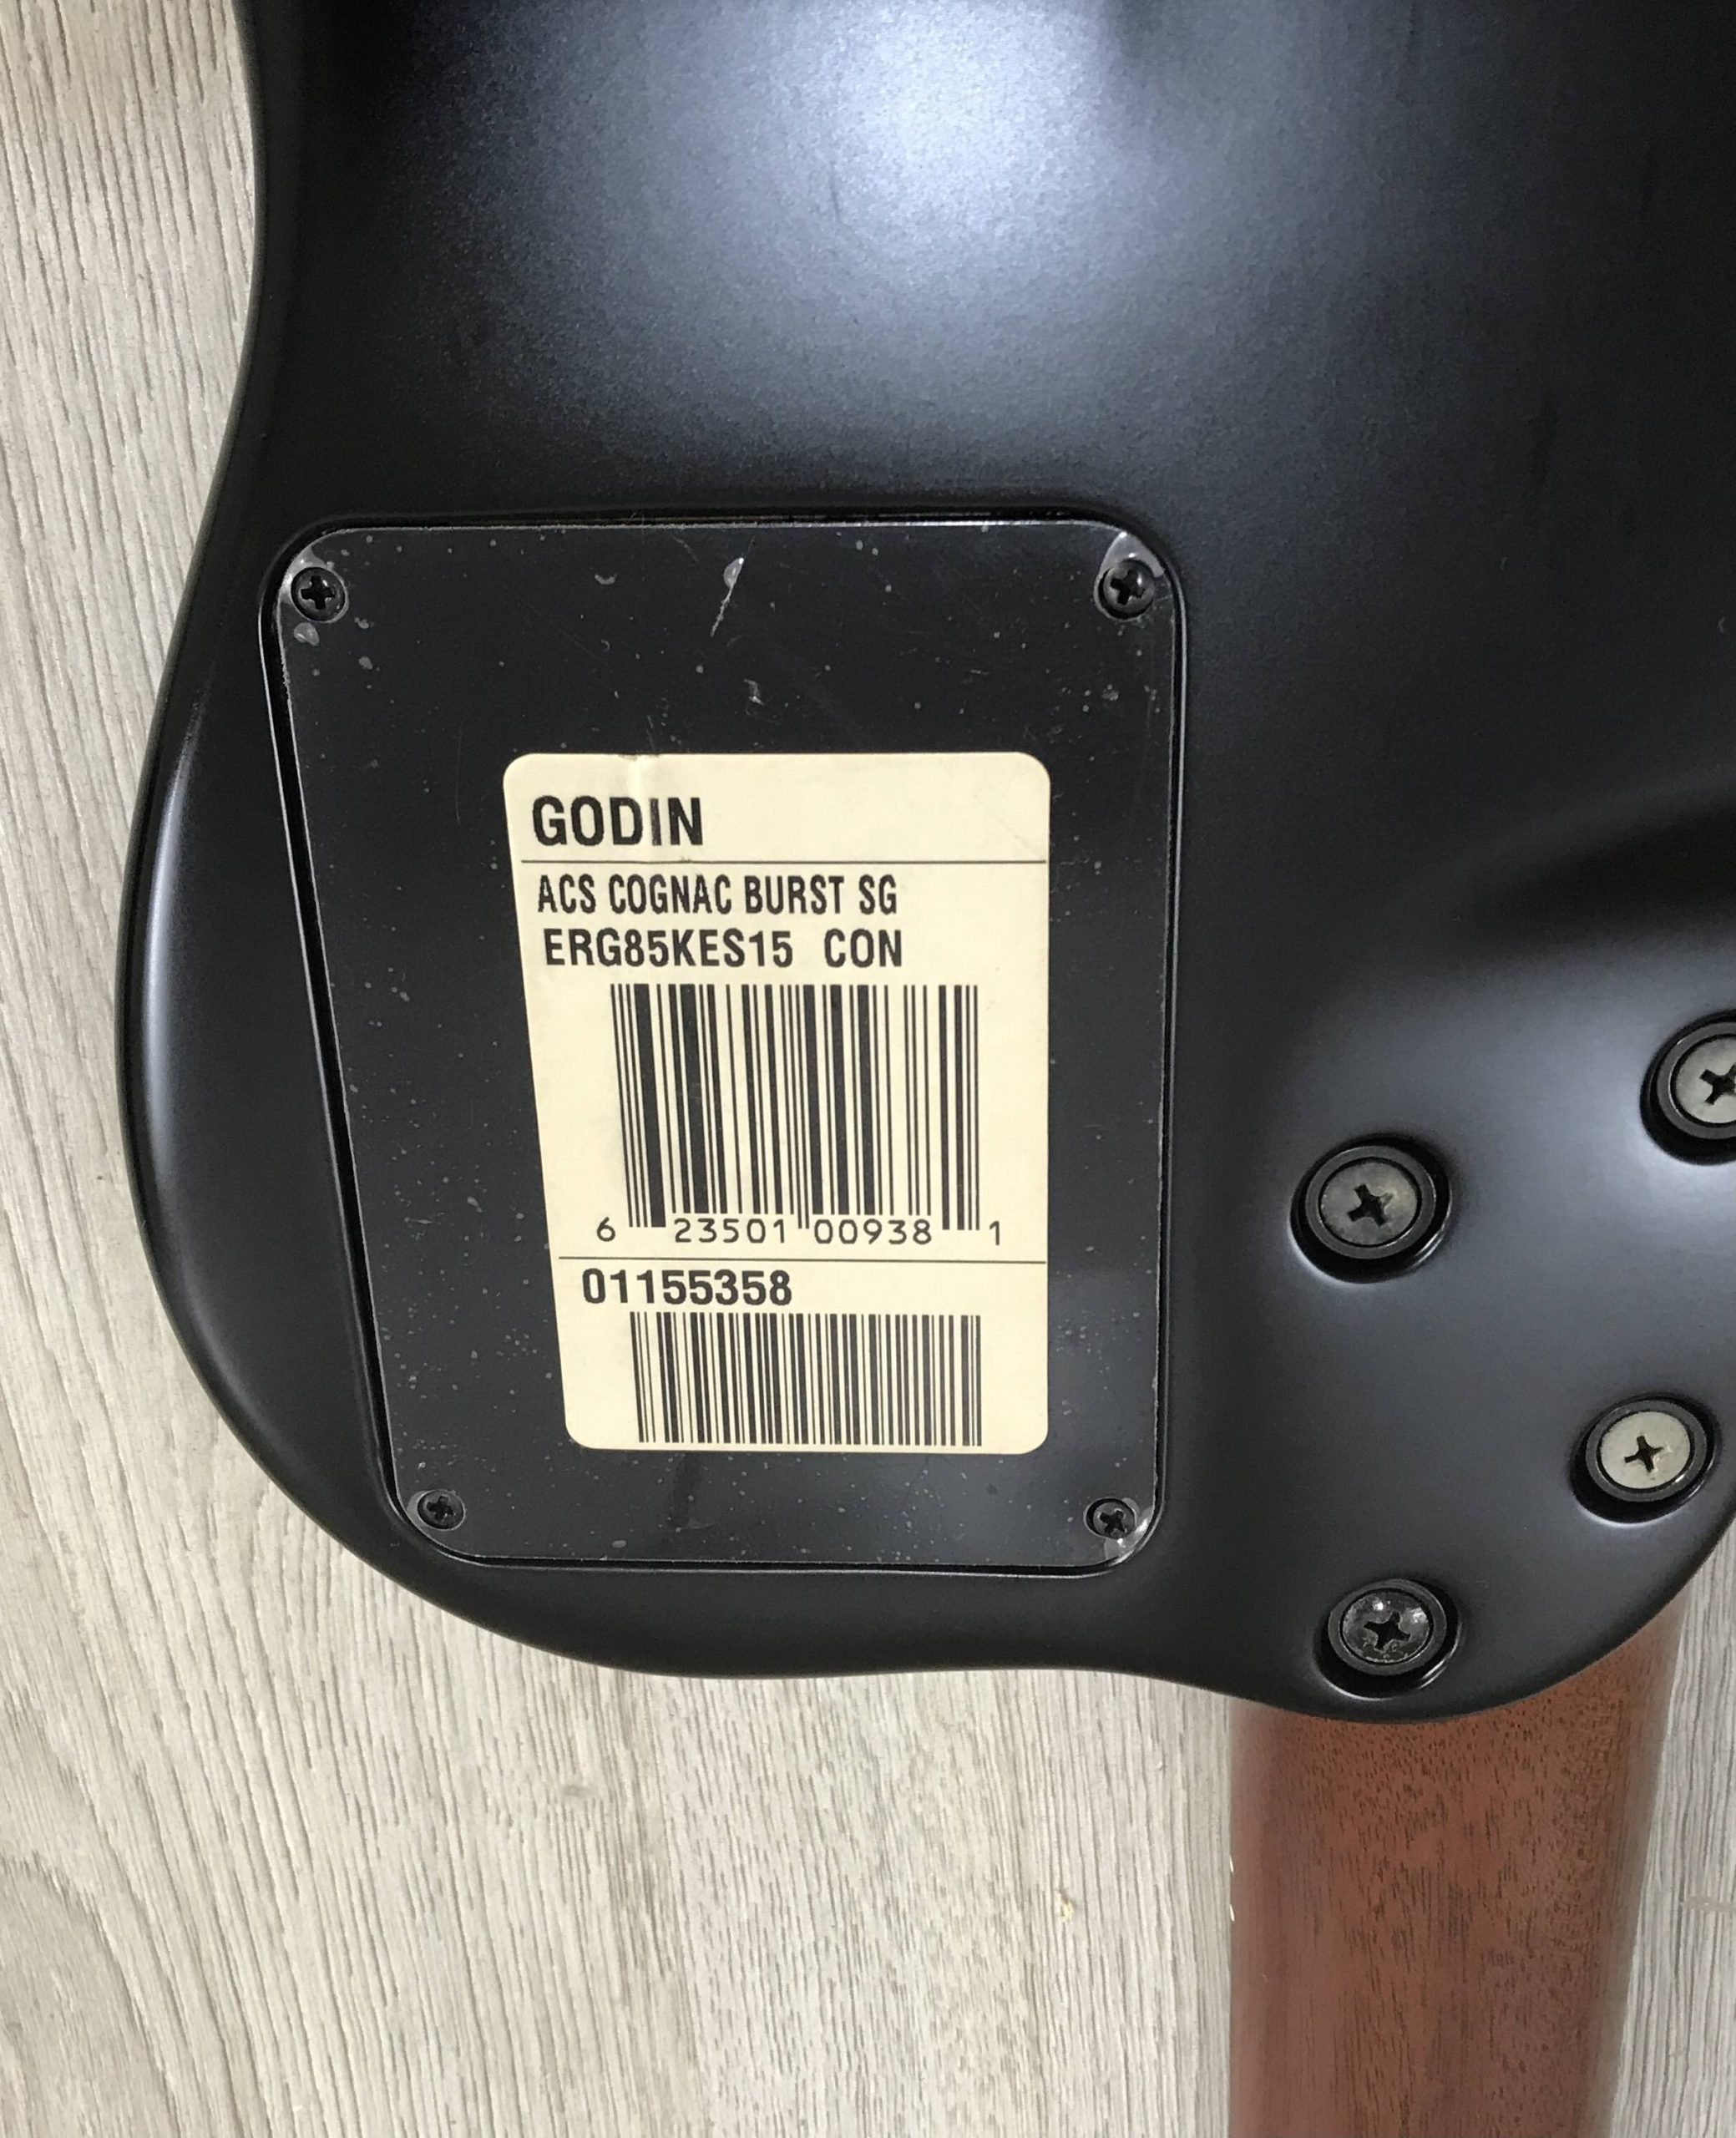 GODIN
ACS COGNAC BURST SG
ERG85KES15 CON
6 23501 00938 1
01155358